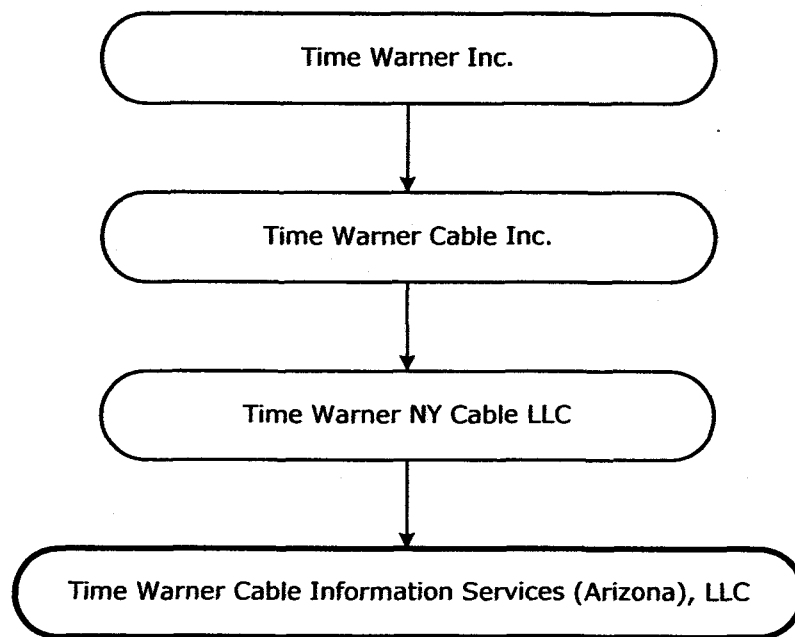 Time Warner Inc.
Time Warner Cable Inc.
Time Warner NY Cable LLC
Time Warner Cable Information Services (Arizona), LLC